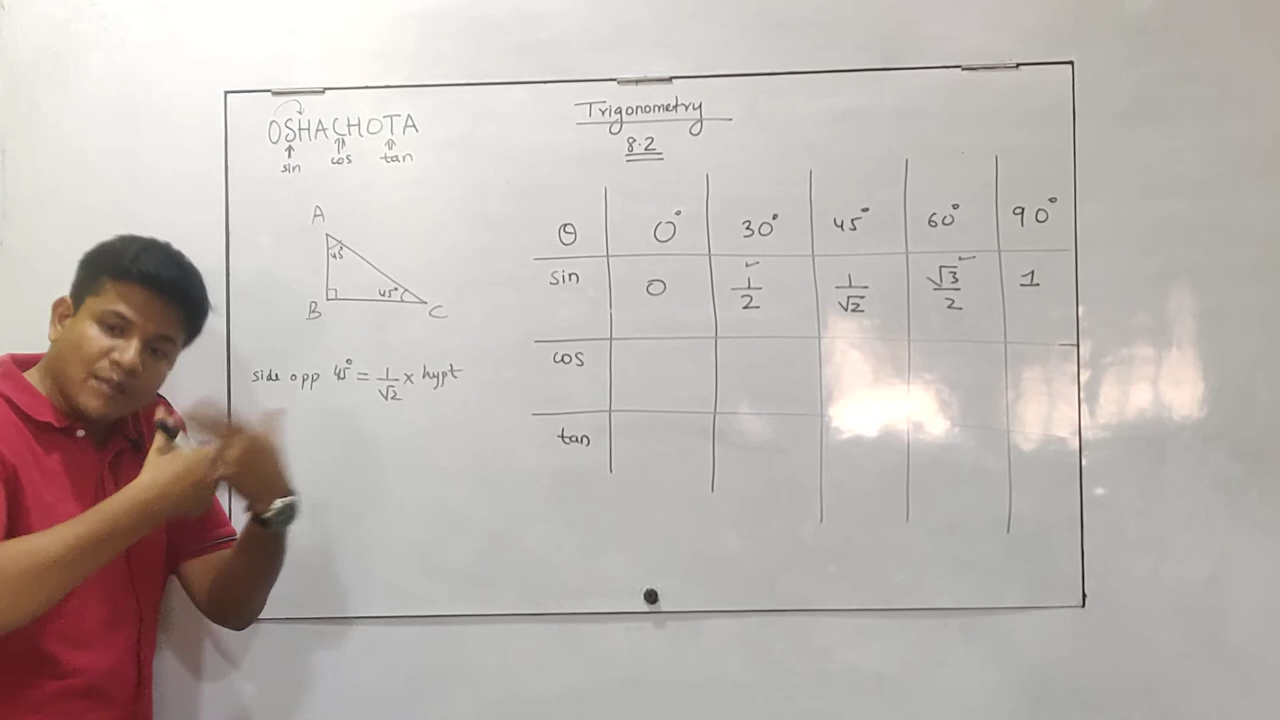 OSHACHOTA
sin cos tan
A
45°
45°
B C
side opp 45° = 1/√2 × hypt
Trigonometry
8.2
θ 0° 30° 45° 60° 90°
sin 0 1/2 1/√2 √3/2 1
cos
tan